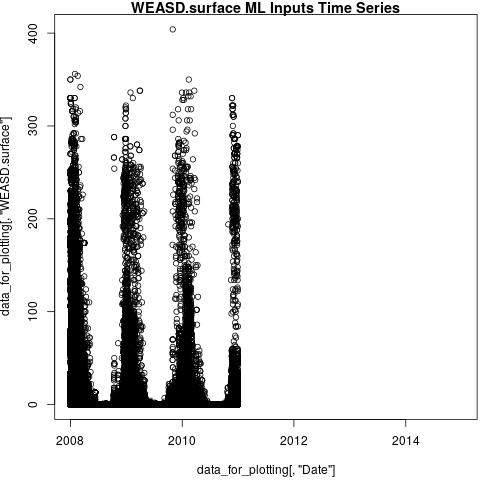 WEASD.surface ML Inputs Time Series
400
300
200
100
0
data_for_plotting[, "WEASD.surface"]
2008 2010 2012 2014
data_for_plotting[, "Date"]